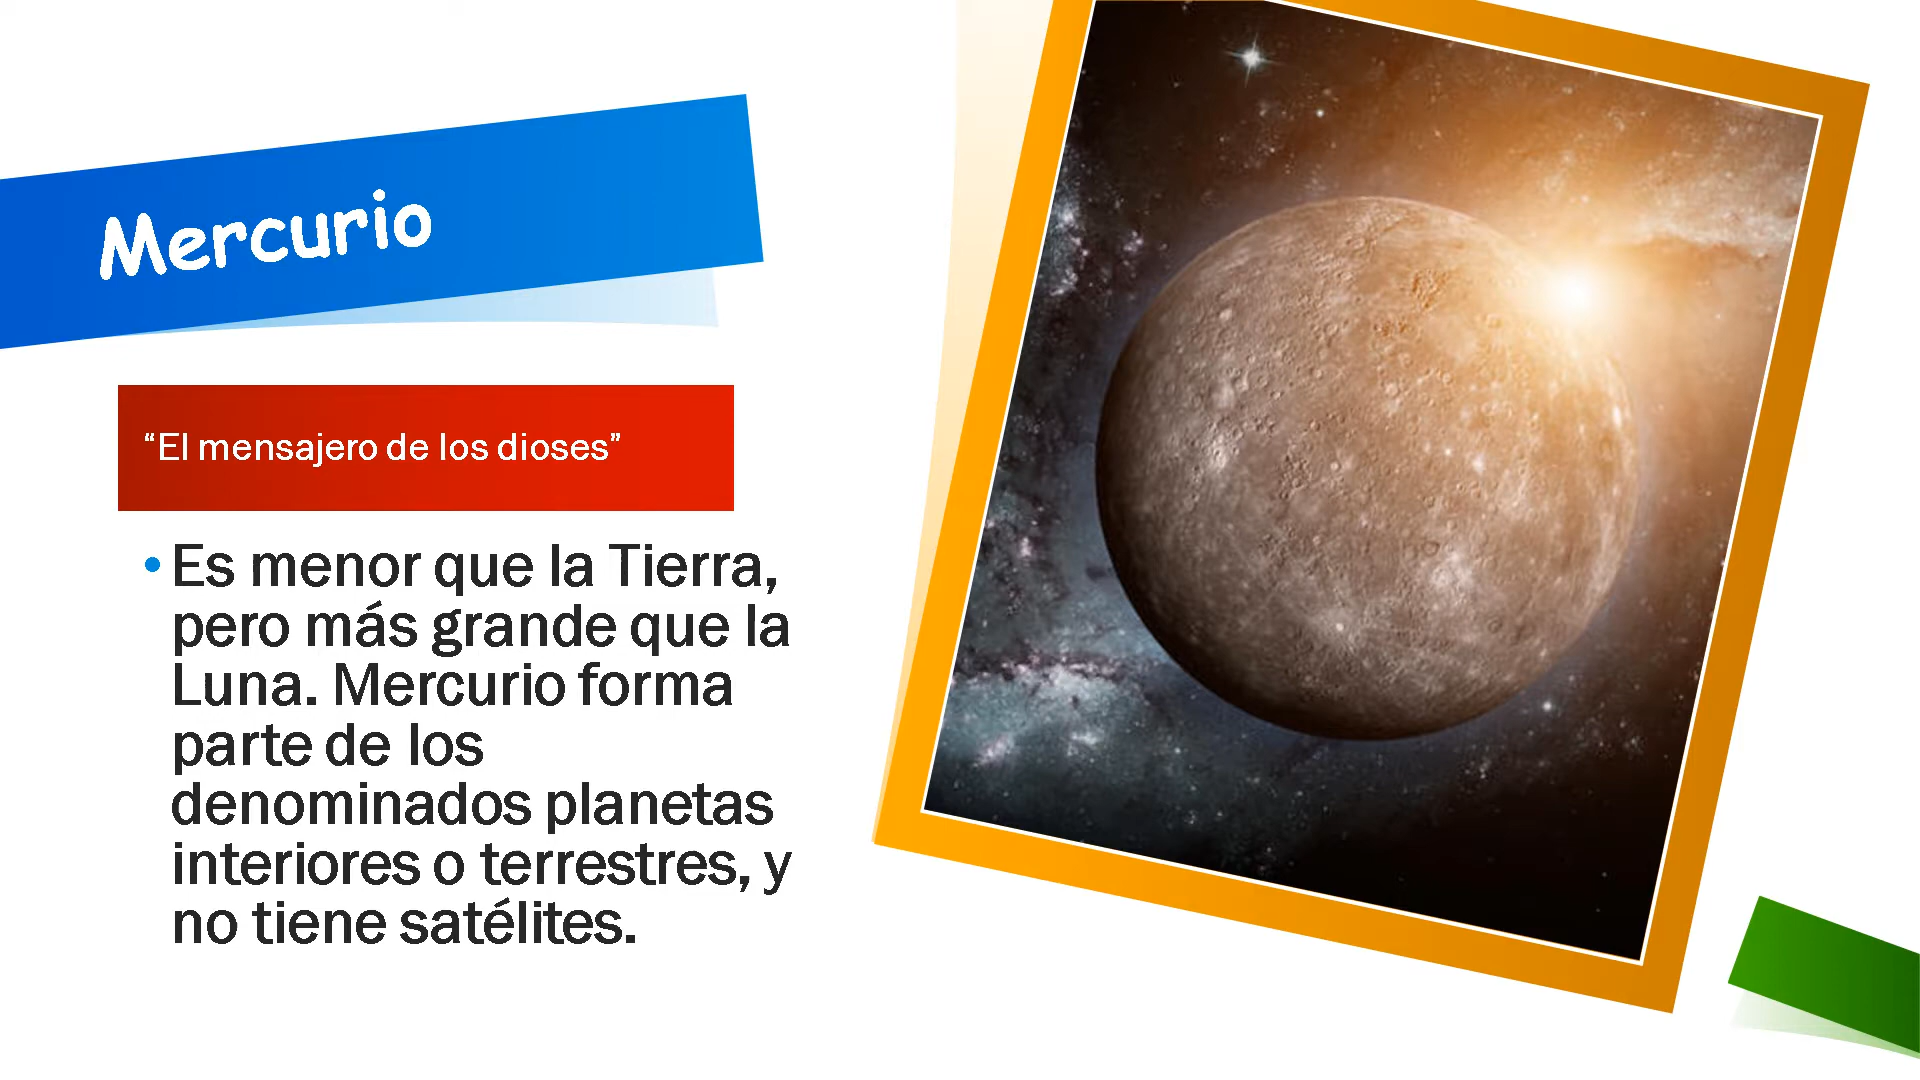 Mercurio
“El mensajero de los dioses”
• Es menor que la Tierra,
pero más grande que la
Luna. Mercurio forma
parte de los
denominados planetas
interiores o terrestres, y
no tiene satélites.